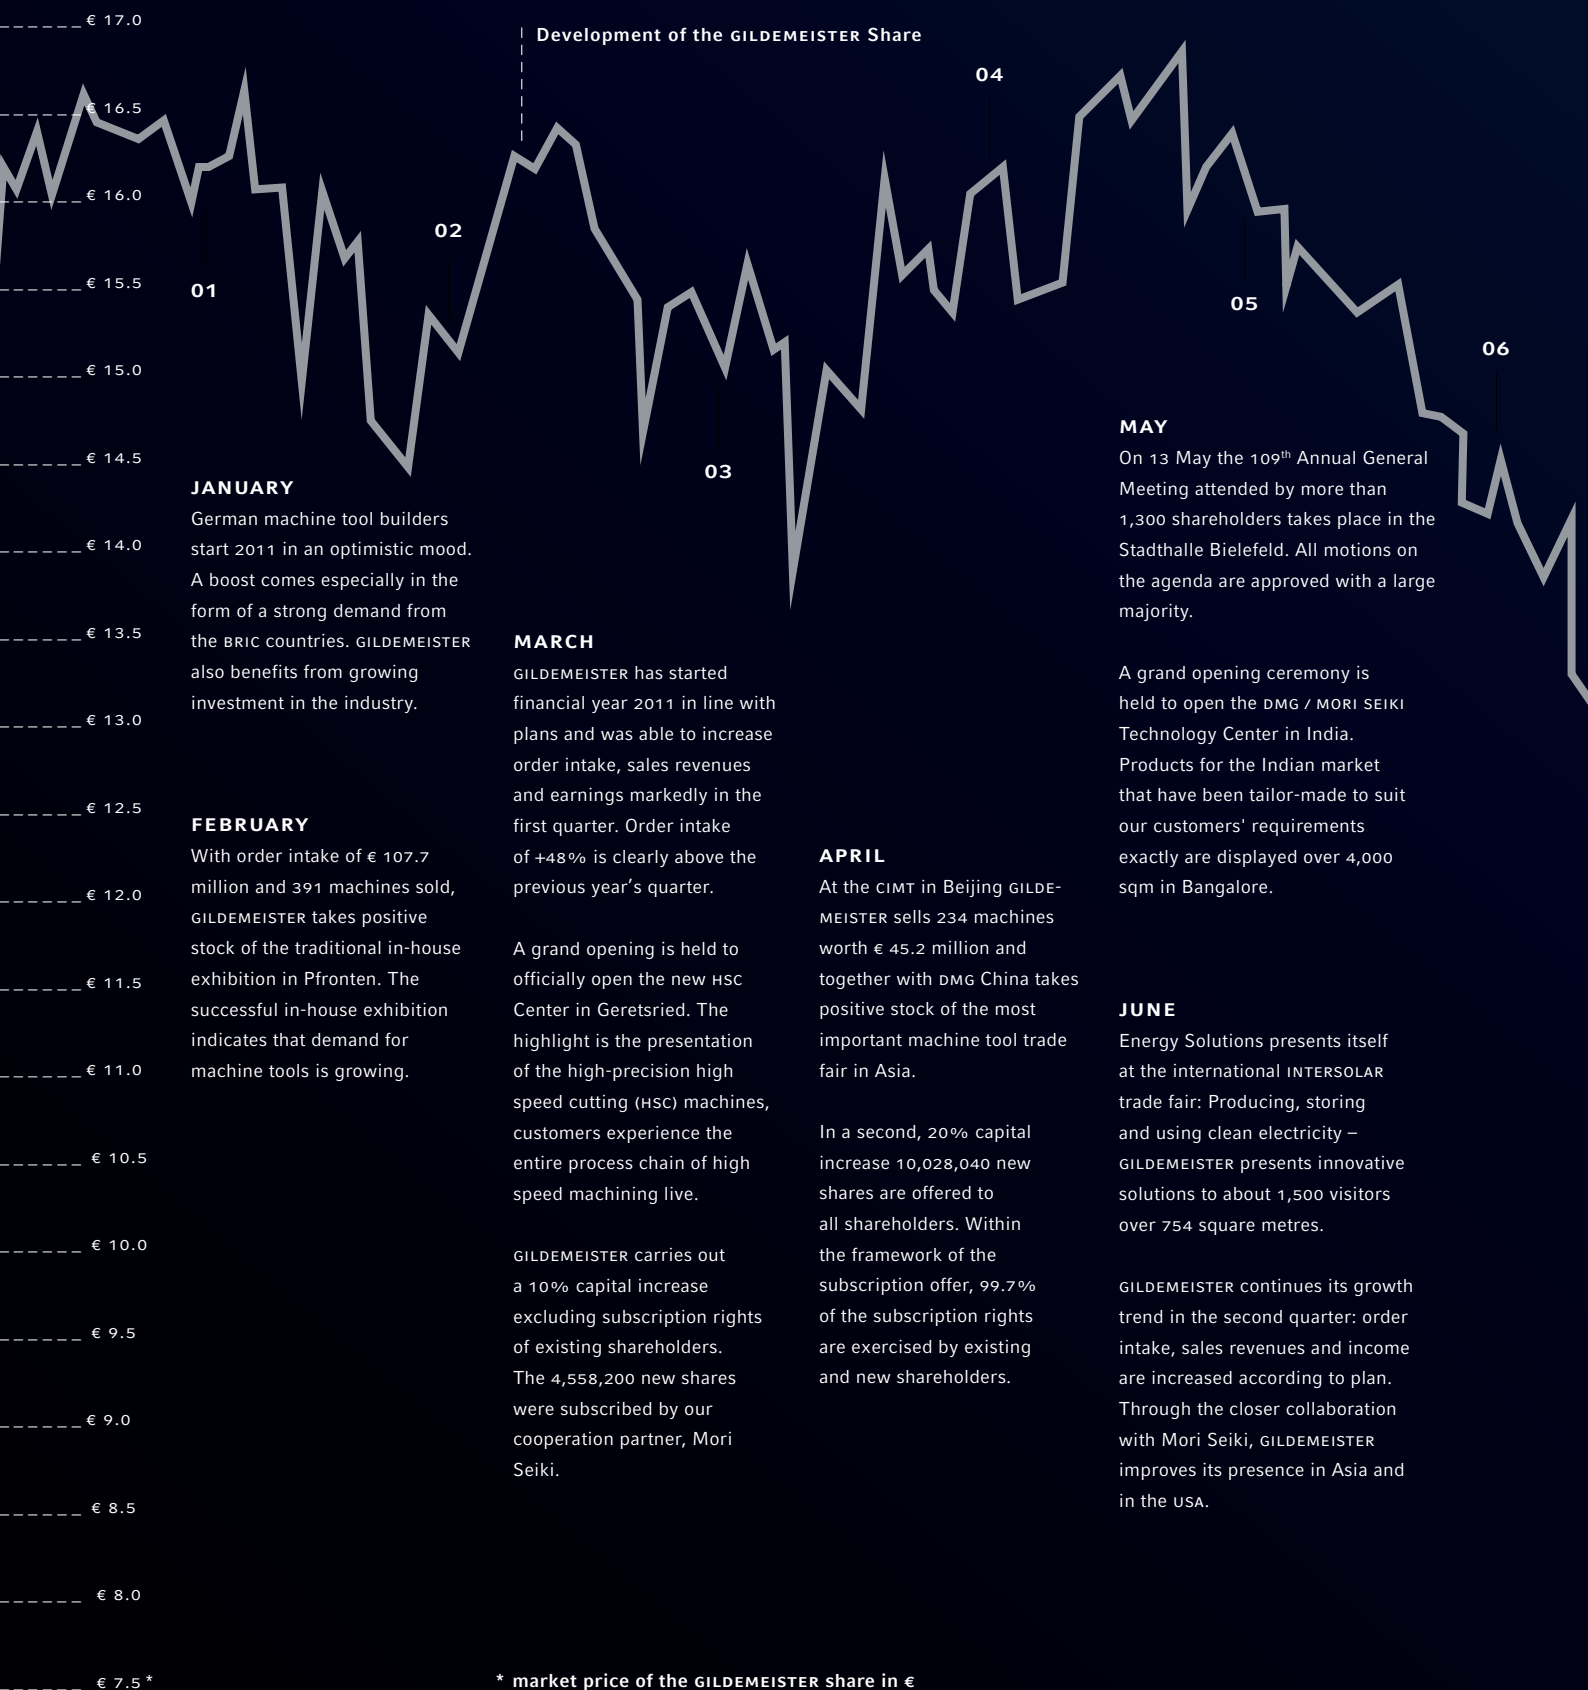 € 17.0
€ 16.5
€ 16.0
€ 15.5
€ 15.0
€ 14.5
€ 14.0
€ 13.5
€ 13.0
€ 12.5
€ 12.0
€ 11.5
€ 11.0
€ 10.5
€ 10.0
€ 9.5
€ 9.0
€ 8.5
€ 8.0
€ 7.5 *
Development of the GILDEMEISTER Share
01
02
03
04
05
06
JANUARY
German machine tool builders
start 2011 in an optimistic mood.
A boost comes especially in the
form of a strong demand from
the BRIC countries. GILDEMEISTER
also benefits from growing
investment in the industry.
FEBRUARY
With order intake of € 107.7
million and 391 machines sold,
GILDEMEISTER takes positive
stock of the traditional in-house
exhibition in Pfronten. The
successful in-house exhibition
indicates that demand for
machine tools is growing.
MARCH
GILDEMEISTER has started
financial year 2011 in line with
plans and was able to increase
order intake, sales revenues
and earnings markedly in the
first quarter. Order intake
of +48% is clearly above the
previous year’s quarter.
A grand opening is held to
officially open the new HSC
Center in Geretsried. The
highlight is the presentation
of the high-precision high
speed cutting (HSC) machines,
customers experience the
entire process chain of high
speed machining live.
GILDEMEISTER carries out
a 10% capital increase
excluding subscription rights
of existing shareholders.
The 4,558,200 new shares
were subscribed by our
cooperation partner, Mori
Seiki.
APRIL
At the CIMT in Beijing GILDE-
MEISTER sells 234 machines
worth € 45.2 million and
together with DMG China takes
positive stock of the most
important machine tool trade
fair in Asia.
In a second, 20% capital
increase 10,028,040 new
shares are offered to
all shareholders. Within
the framework of the
subscription offer, 99.7%
of the subscription rights
are exercised by existing
and new shareholders.
MAY
On 13 May the 109th Annual General
Meeting attended by more than
1,300 shareholders takes place in the
Stadthalle Bielefeld. All motions on
the agenda are approved with a large
majority.
A grand opening ceremony is
held to open the DMG / MORI SEIKI
Technology Center in India.
Products for the Indian market
that have been tailor-made to suit
our customers' requirements
exactly are displayed over 4,000
sqm in Bangalore.
JUNE
Energy Solutions presents itself
at the international INTERSOLAR
trade fair: Producing, storing
and using clean electricity –
GILDEMEISTER presents innovative
solutions to about 1,500 visitors
over 754 square metres.
GILDEMEISTER continues its growth
trend in the second quarter: order
intake, sales revenues and income
are increased according to plan.
Through the closer collaboration
with Mori Seiki, GILDEMEISTER
improves its presence in Asia and
in the USA.
* market price of the GILDEMEISTER share in €